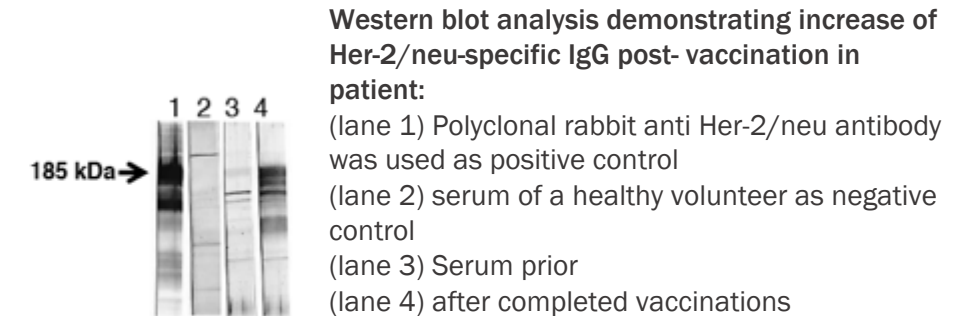 Western blot analysis demonstrating increase of
Her-2/neu-specific IgG post- vaccination in
patient:
(lane 1) Polyclonal rabbit anti Her-2/neu antibody
was used as positive control
(lane 2) serum of a healthy volunteer as negative
control
(lane 3) Serum prior
(lane 4) after completed vaccinations
1 2 3 4
185 kDa